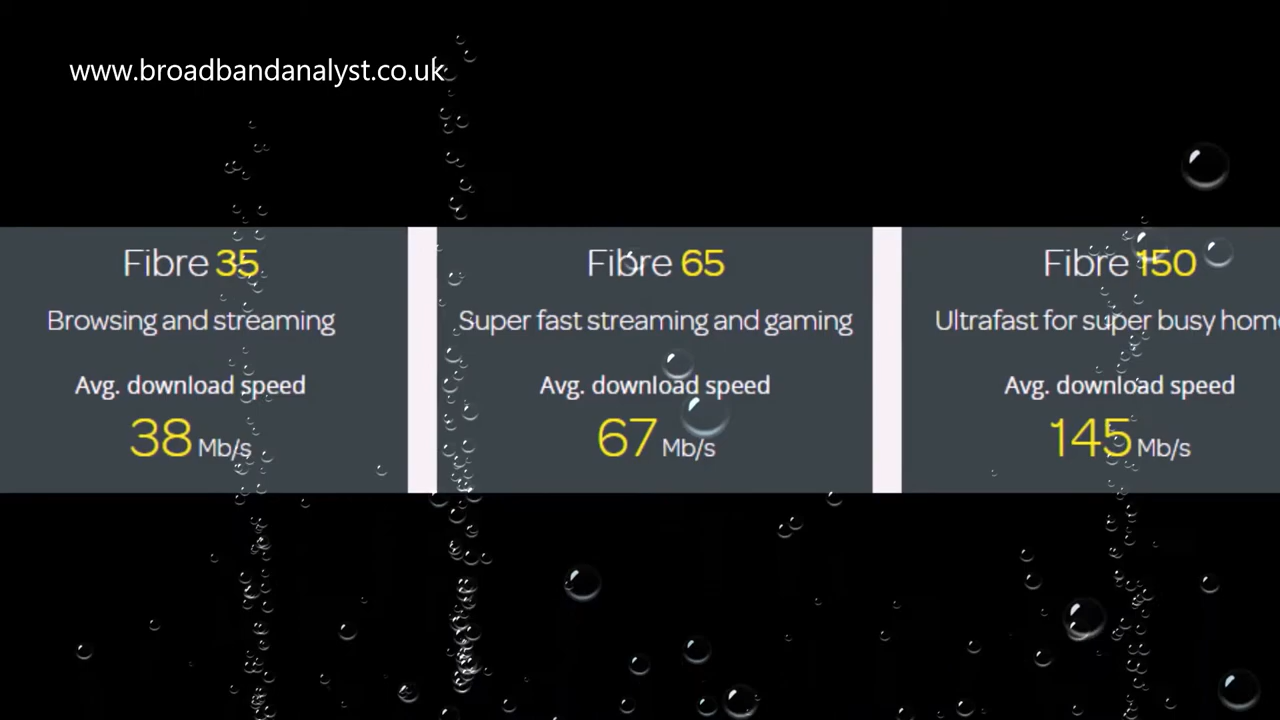 www.broadbandanalyst.co.uk
Fibre 35
Browsing and streaming
Avg. download speed
38 Mb/s
Fibre 65
Super fast streaming and gaming
Avg. download speed
67 Mb/s
Fibre 150
Ultrafast for super busy home
Avg. download speed
145 Mb/s